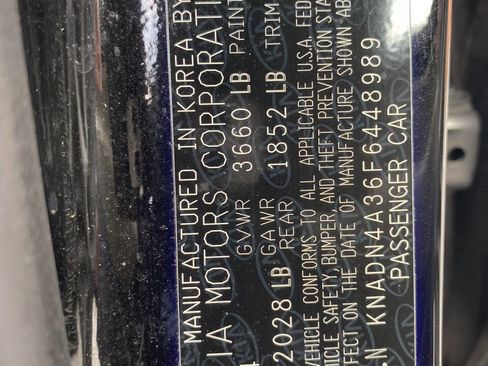 MANUFACTURED IN KOREA BY
IA MOTORS CORPORATI
GVWR 3660 LB PAINT
2028 LB GAWR
REAR 1852 LB TRIM
VEHICLE CONFORMS TO ALL APPLICABLE U.S.A. FED
HICLE SAFETY, BUMPER, AND THEFT PREVENTION STA
EFFECT ON THE DATE OF MANUFACTURE SHOWN AB
.N KNADN4A36F6448989
PASSENGER CAR